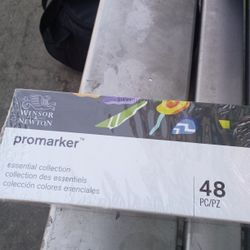 WINSOR
& NEWTON
promarker™
essential collection
collection des essentiels
colección colores esenciales
48
PC/PZ